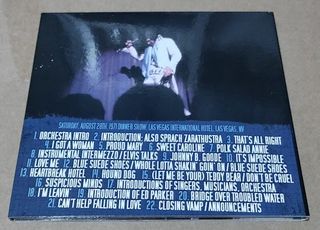 SATURDAY, AUGUST 28TH, 1971 DINNER SHOW, LAS VEGAS INTERNATIONAL HOTEL, LAS VEGAS, NV
1. ORCHESTRA INTRO 2. INTRODUCTION: ALSO SPRACH ZARATHUSTRA 3. THAT'S ALL RIGHT
4. I GOT A WOMAN 5. PROUD MARY 6. SWEET CAROLINE 7. POLK SALAD ANNIE
8. INSTRUMENTAL INTERMEZZO / ELVIS TALKS 9. JOHNNY B. GOODE 10. IT'S IMPOSSIBLE
11. LOVE ME 12. BLUE SUEDE SHOES / WHOLE LOTTA SHAKIN' GOIN' ON / BLUE SUEDE SHOES
13. HEARTBREAK HOTEL 14. HOUND DOG 15. (LET ME BE YOUR) TEDDY BEAR / DON'T BE CRUEL
16. SUSPICIOUS MINDS 17. INTRODUCTIONS OF SINGERS, MUSICIANS, ORCHESTRA
18. I'M LEAVIN' 19. INTRODUCTION OF ED PARKER 20. BRIDGE OVER TROUBLED WATER
21. CAN'T HELP FALLING IN LOVE 22. CLOSING VAMP / ANNOUNCEMENTS